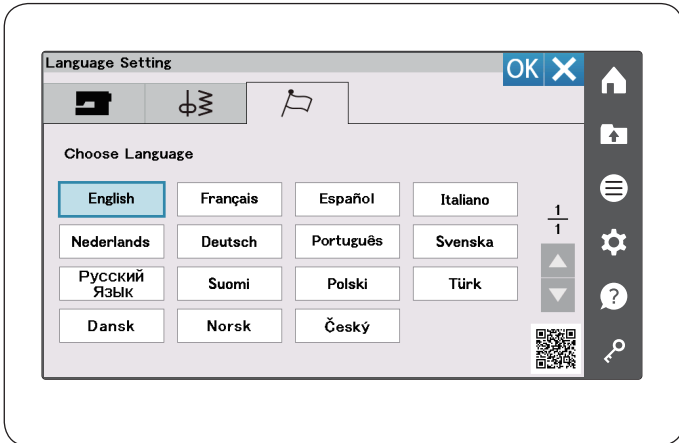 Language Setting
OK
Choose Language
English Français Español Italiano
1
1
Nederlands Deutsch Português Svenska
Русский
Язык
Suomi Polski Türk
?
Dansk Norsk Český